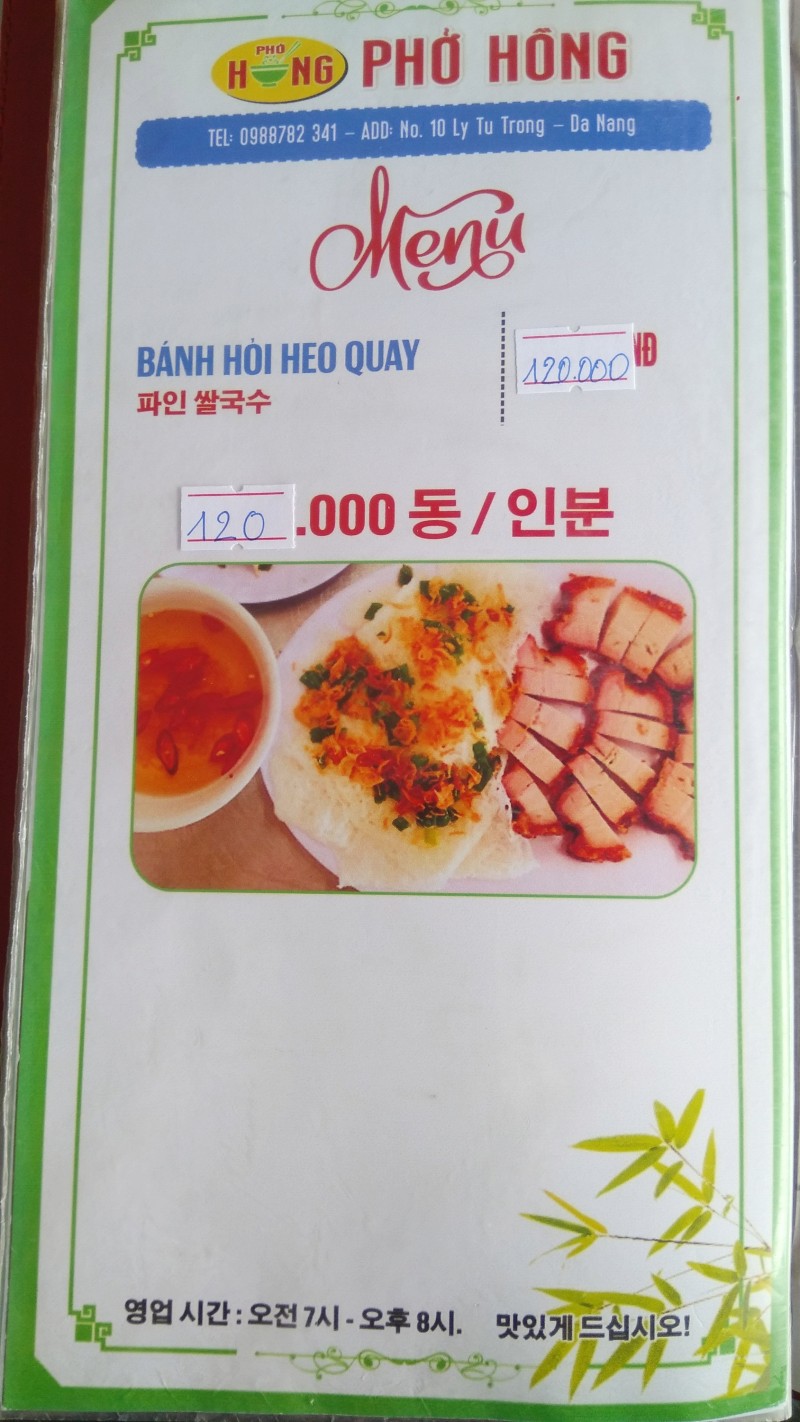 PHỞ
HỒNG
PHỞ HỒNG
TEL: 0988782 341 – ADD: No. 10 Ly Tu Trong – Da Nang
Menu
BÁNH HỎI HEO QUAY
120.000 NĐ
파인 쌀국수
120 .000 동 / 인분
영업 시간 : 오전 7시 - 오후 8시. 맛있게 드십시오!